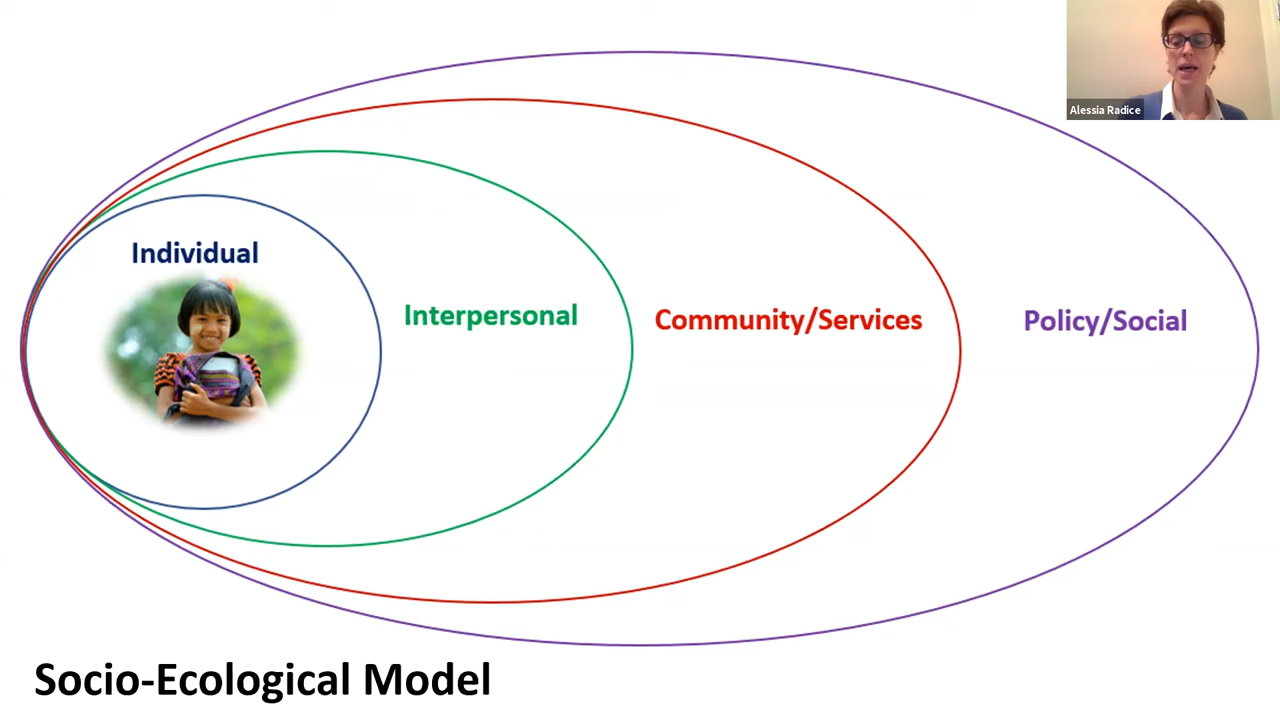 Alessia Radice
Individual
Interpersonal
Community/Services
Policy/Social
Socio-Ecological Model